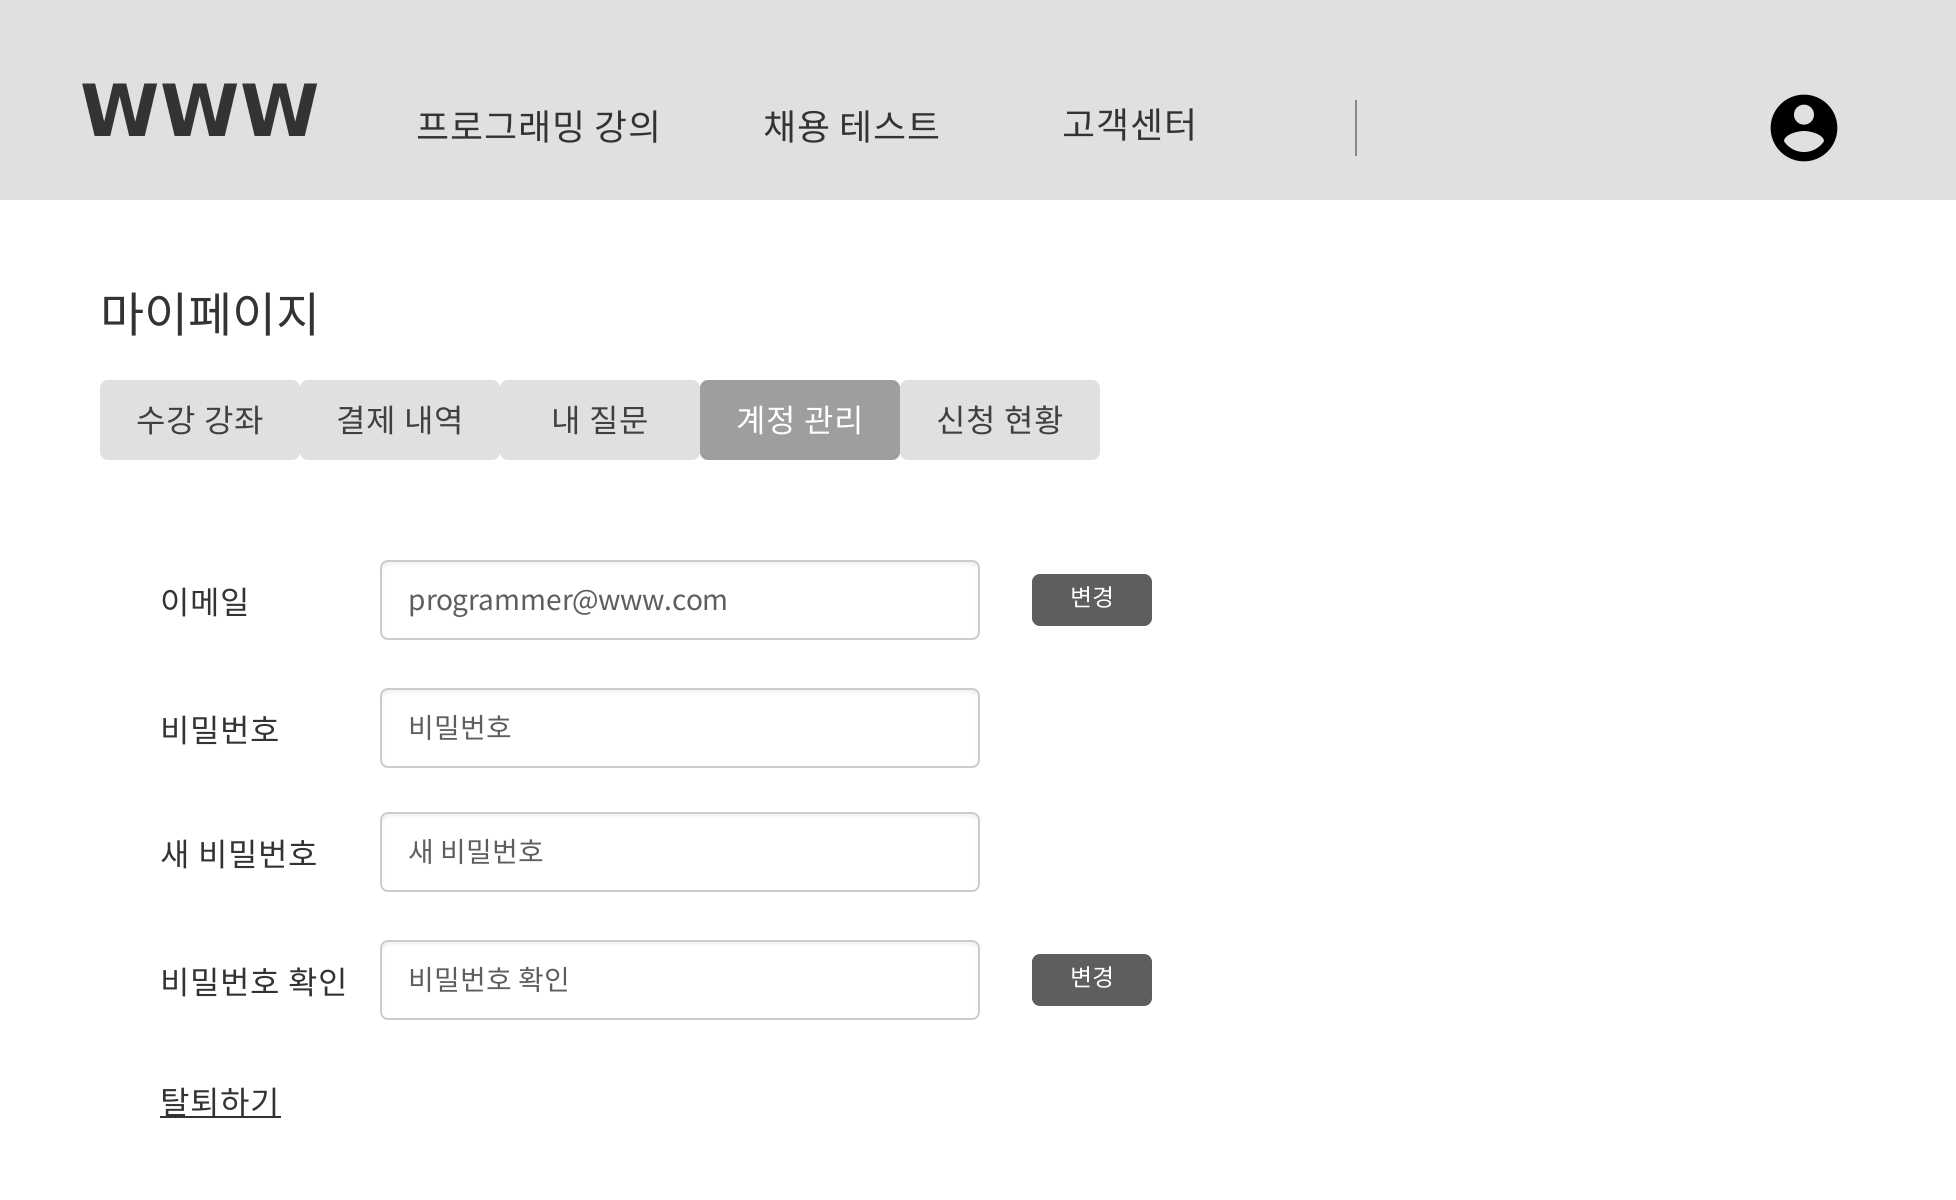 www 프로그래밍 강의 채용 테스트 고객센터
마이페이지
수강 강좌 결제 내역 내 질문 계정 관리 신청 현황
이메일 programmer@www.com 변경
비밀번호 비밀번호
새 비밀번호 새 비밀번호
비밀번호 확인 비밀번호 확인 변경
탈퇴하기